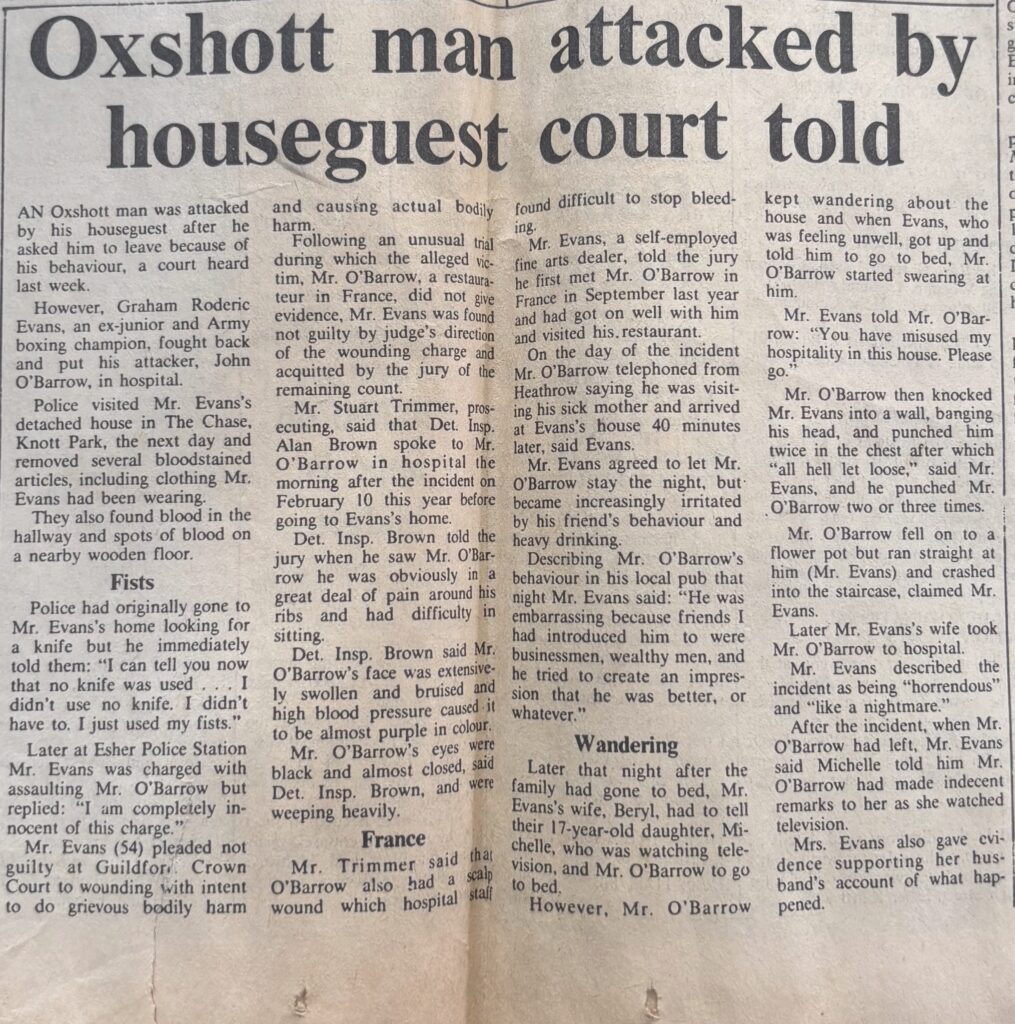 Oxshott man attacked by
houseguest court told
AN Oxshott man was attacked
by his houseguest after he
asked him to leave because of
his behaviour, a court heard
last week.
However, Graham Roderic
Evans, an ex-junior and Army
boxing champion, fought back
and put his attacker, John
O'Barrow, in hospital.
Police visited Mr. Evans's
detached house in The Chase,
Knott Park, the next day and
removed several bloodstained
articles, including clothing Mr.
Evans had been wearing.
They also found blood in the
hallway and spots of blood on
a nearby wooden floor.
Fists
Police had originally gone to
Mr. Evans's home looking for
a knife but he immediately
told them: "I can tell you now
that no knife was used . . . I
didn't use no knife. I didn't
have to. I just used my fists."
Later at Esher Police Station
Mr. Evans was charged with
assaulting Mr. O'Barrow but
replied: "I am completely in-
nocent of this charge."
Mr. Evans (54) pleaded not
guilty at Guildford Crown
Court to wounding with intent
to do grievous bodily harm
and causing actual bodily
harm.
Following an unusual trial
during which the alleged vic-
tim, Mr. O'Barrow, a restaura-
teur in France, did not give
evidence, Mr. Evans was found
not guilty by judge's direction
of the wounding charge and
acquitted by the jury of the
remaining count.
Mr. Stuart Trimmer, pros-
ecuting, said that Det. Insp.
Alan Brown spoke to Mr.
O'Barrow in hospital the
morning after the incident on
February 10 this year before
going to Evans's home.
Det. Insp. Brown told the
jury when he saw Mr. O'Bar-
row he was obviously in a
great deal of pain around his
ribs and had difficulty in
sitting.
Det. Insp. Brown said Mr.
O'Barrow's face was extensive-
ly swollen and bruised and
high blood pressure caused it
to be almost purple in colour.
Mr. O'Barrow's eyes were
black and almost closed, said
Det. Insp. Brown, and were
weeping heavily.
France
Mr. Trimmer said that
O'Barrow also had a scalp
wound which hospital staff
found difficult to stop bleed-
ing.
Mr. Evans, a self-employed
fine arts dealer, told the jury
he first met Mr. O'Barrow in
France in September last year
and had got on well with him
and visited his restaurant.
On the day of the incident
Mr. O'Barrow telephoned from
Heathrow saying he was visit-
ing his sick mother and arrived
at Evans's house 40 minutes
later, said Evans.
Mr. Evans agreed to let Mr.
O'Barrow stay the night, but
became increasingly irritated
by his friend's behaviour and
heavy drinking.
Describing Mr. O'Barrow's
behaviour in his local pub that
night Mr. Evans said: "He was
embarrassing because friends I
had introduced him to were
businessmen, wealthy men, and
he tried to create an impres-
sion that he was better, or
whatever."
Wandering
Later that night after the
family had gone to bed, Mr.
Evans's wife, Beryl, had to tell
their 17-year-old daughter, Mi-
chelle, who was watching tele-
vision, and Mr. O'Barrow to go
to bed.
However, Mr. O'Barrow
kept wandering about the
house and when Evans, who
was feeling unwell, got up and
told him to go to bed, Mr.
O'Barrow started swearing at
him.
Mr. Evans told Mr. O'Bar-
row: "You have misused my
hospitality in this house. Please
go."
Mr. O'Barrow then knocked
Mr. Evans into a wall, banging
his head, and punched him
twice in the chest after which
"all hell let loose," said Mr.
Evans, and he punched Mr.
O'Barrow two or three times.
Mr. O'Barrow fell on to a
flower pot but ran straight at
him (Mr. Evans) and crashed
into the staircase, claimed Mr.
Evans.
Later Mr. Evans's wife took
Mr. O'Barrow to hospital.
Mr. Evans described the
incident as being "horrendous"
and "like a nightmare."
After the incident, when Mr.
O'Barrow had left, Mr. Evans
said Michelle told him Mr.
O'Barrow had made indecent
remarks to her as she watched
television.
Mrs. Evans also gave evi-
dence supporting her hus-
band's account of what hap-
pened.